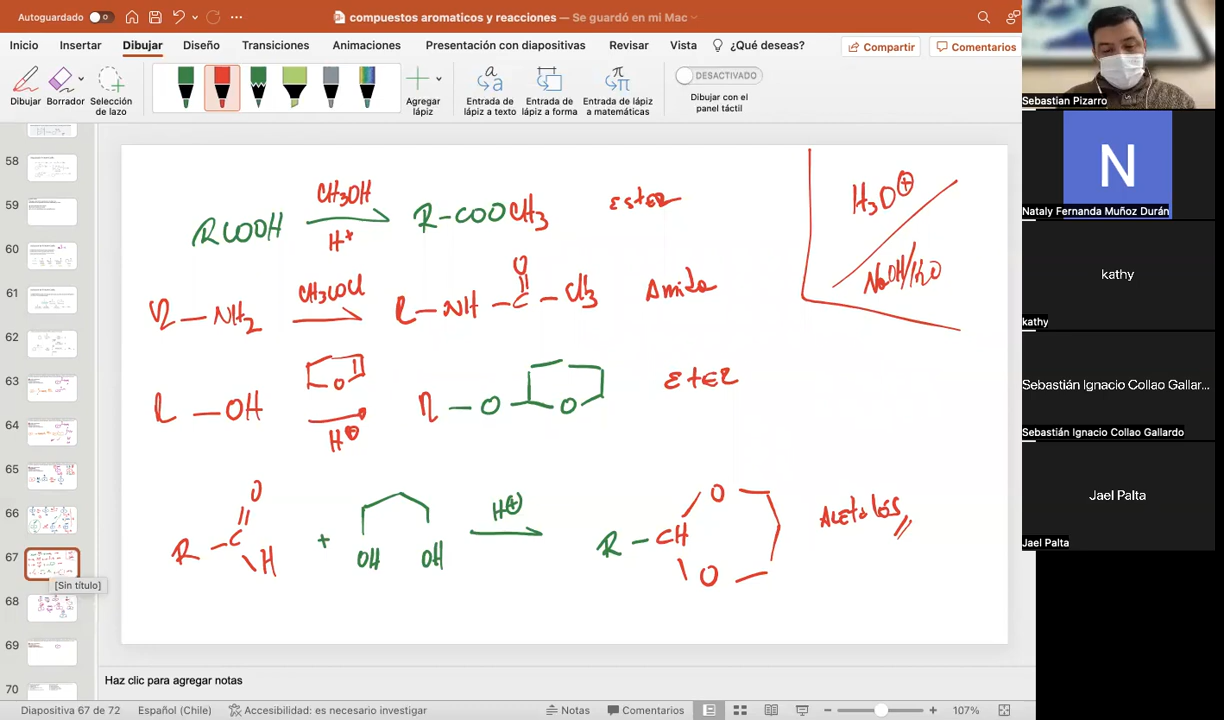 Autoguardado
compuestos aromaticos y reacciones — Se guardó en mi Mac
Inicio Insertar Dibujar Diseño Transiciones Animaciones Presentación con diapositivas Revisar Vista ¿Qué deseas? Compartir Comentarios
Dibujar Borrador Selección de lazo Agregar lápiz Entrada de lápiz a texto Entrada de lápiz a forma Entrada de lápiz a matemáticas DESACTIVADO Dibujar con el panel táctil
58
59
60
61
62
63
64
65
66
67
[Sin título]
68
69
70
CH3OH
RCOOH R-COOCH3 Ester
H+
H3O⊕
NaOH/H2O
CH3COCl O
R-NH2 R-NH-C-CH3 Amida
O
R-OH R-O O Eter
H⊕
O H⊕ O
R-C + R-CH Acetales
H OH OH O
Haz clic para agregar notas
Diapositiva 67 de 72 Español (Chile) Accesibilidad: es necesario investigar Notas Comentarios 107%
Sebastian Pizarro
N
Nataly Fernanda Muñoz Durán
kathy
kathy
Sebastián Ignacio Collao Gallar...
Sebastián Ignacio Collao Gallardo
Jael Palta
Jael Palta